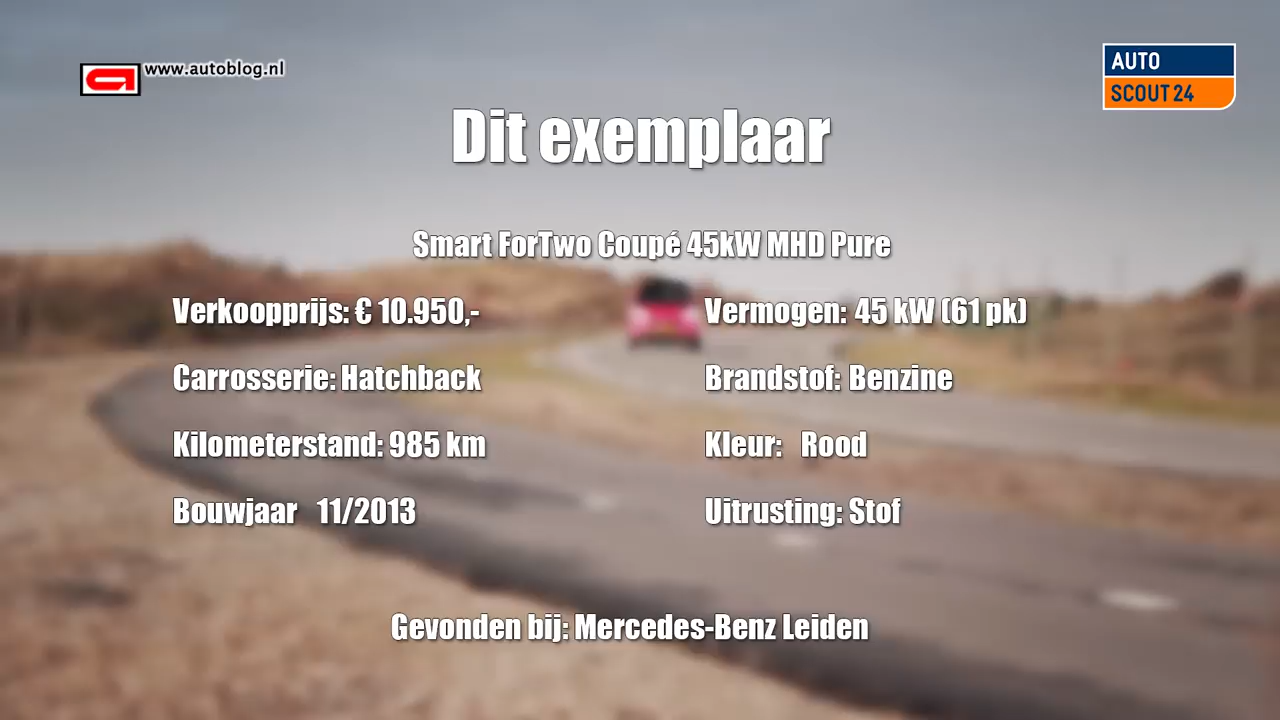 www.autoblog.nl
AUTO
SCOUT24
Dit exemplaar
Smart ForTwo Coupé 45kW MHD Pure
Verkoopprijs: € 10.950,-
Vermogen: 45 kW (61 pk)
Carrosserie: Hatchback
Brandstof: Benzine
Kilometerstand: 985 km
Kleur: Rood
Bouwjaar 11/2013
Uitrusting: Stof
Gevonden bij: Mercedes-Benz Leiden